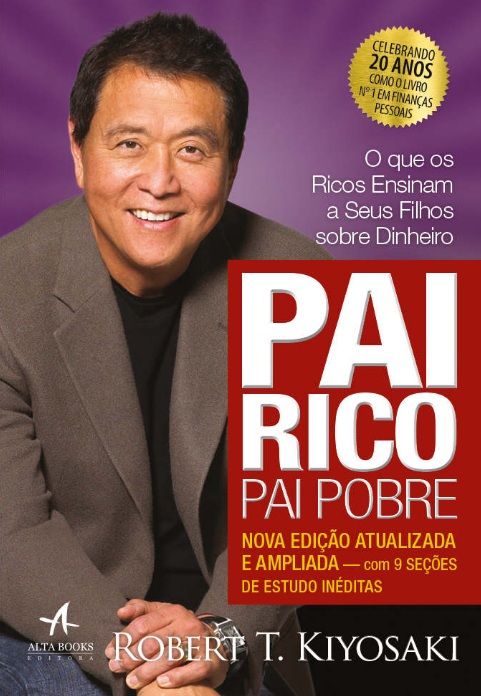 CELEBRANDO
20 ANOS
COMO O LIVRO
Nº 1 EM FINANÇAS
PESSOAIS
O que os
Ricos Ensinam
a Seus Filhos
sobre Dinheiro
PAI
RICO
PAI POBRE
NOVA EDIÇÃO ATUALIZADA
E AMPLIADA — com 9 SEÇÕES
DE ESTUDO INÉDITAS
ALTA BOOKS
EDITORA
ROBERT T. KIYOSAKI